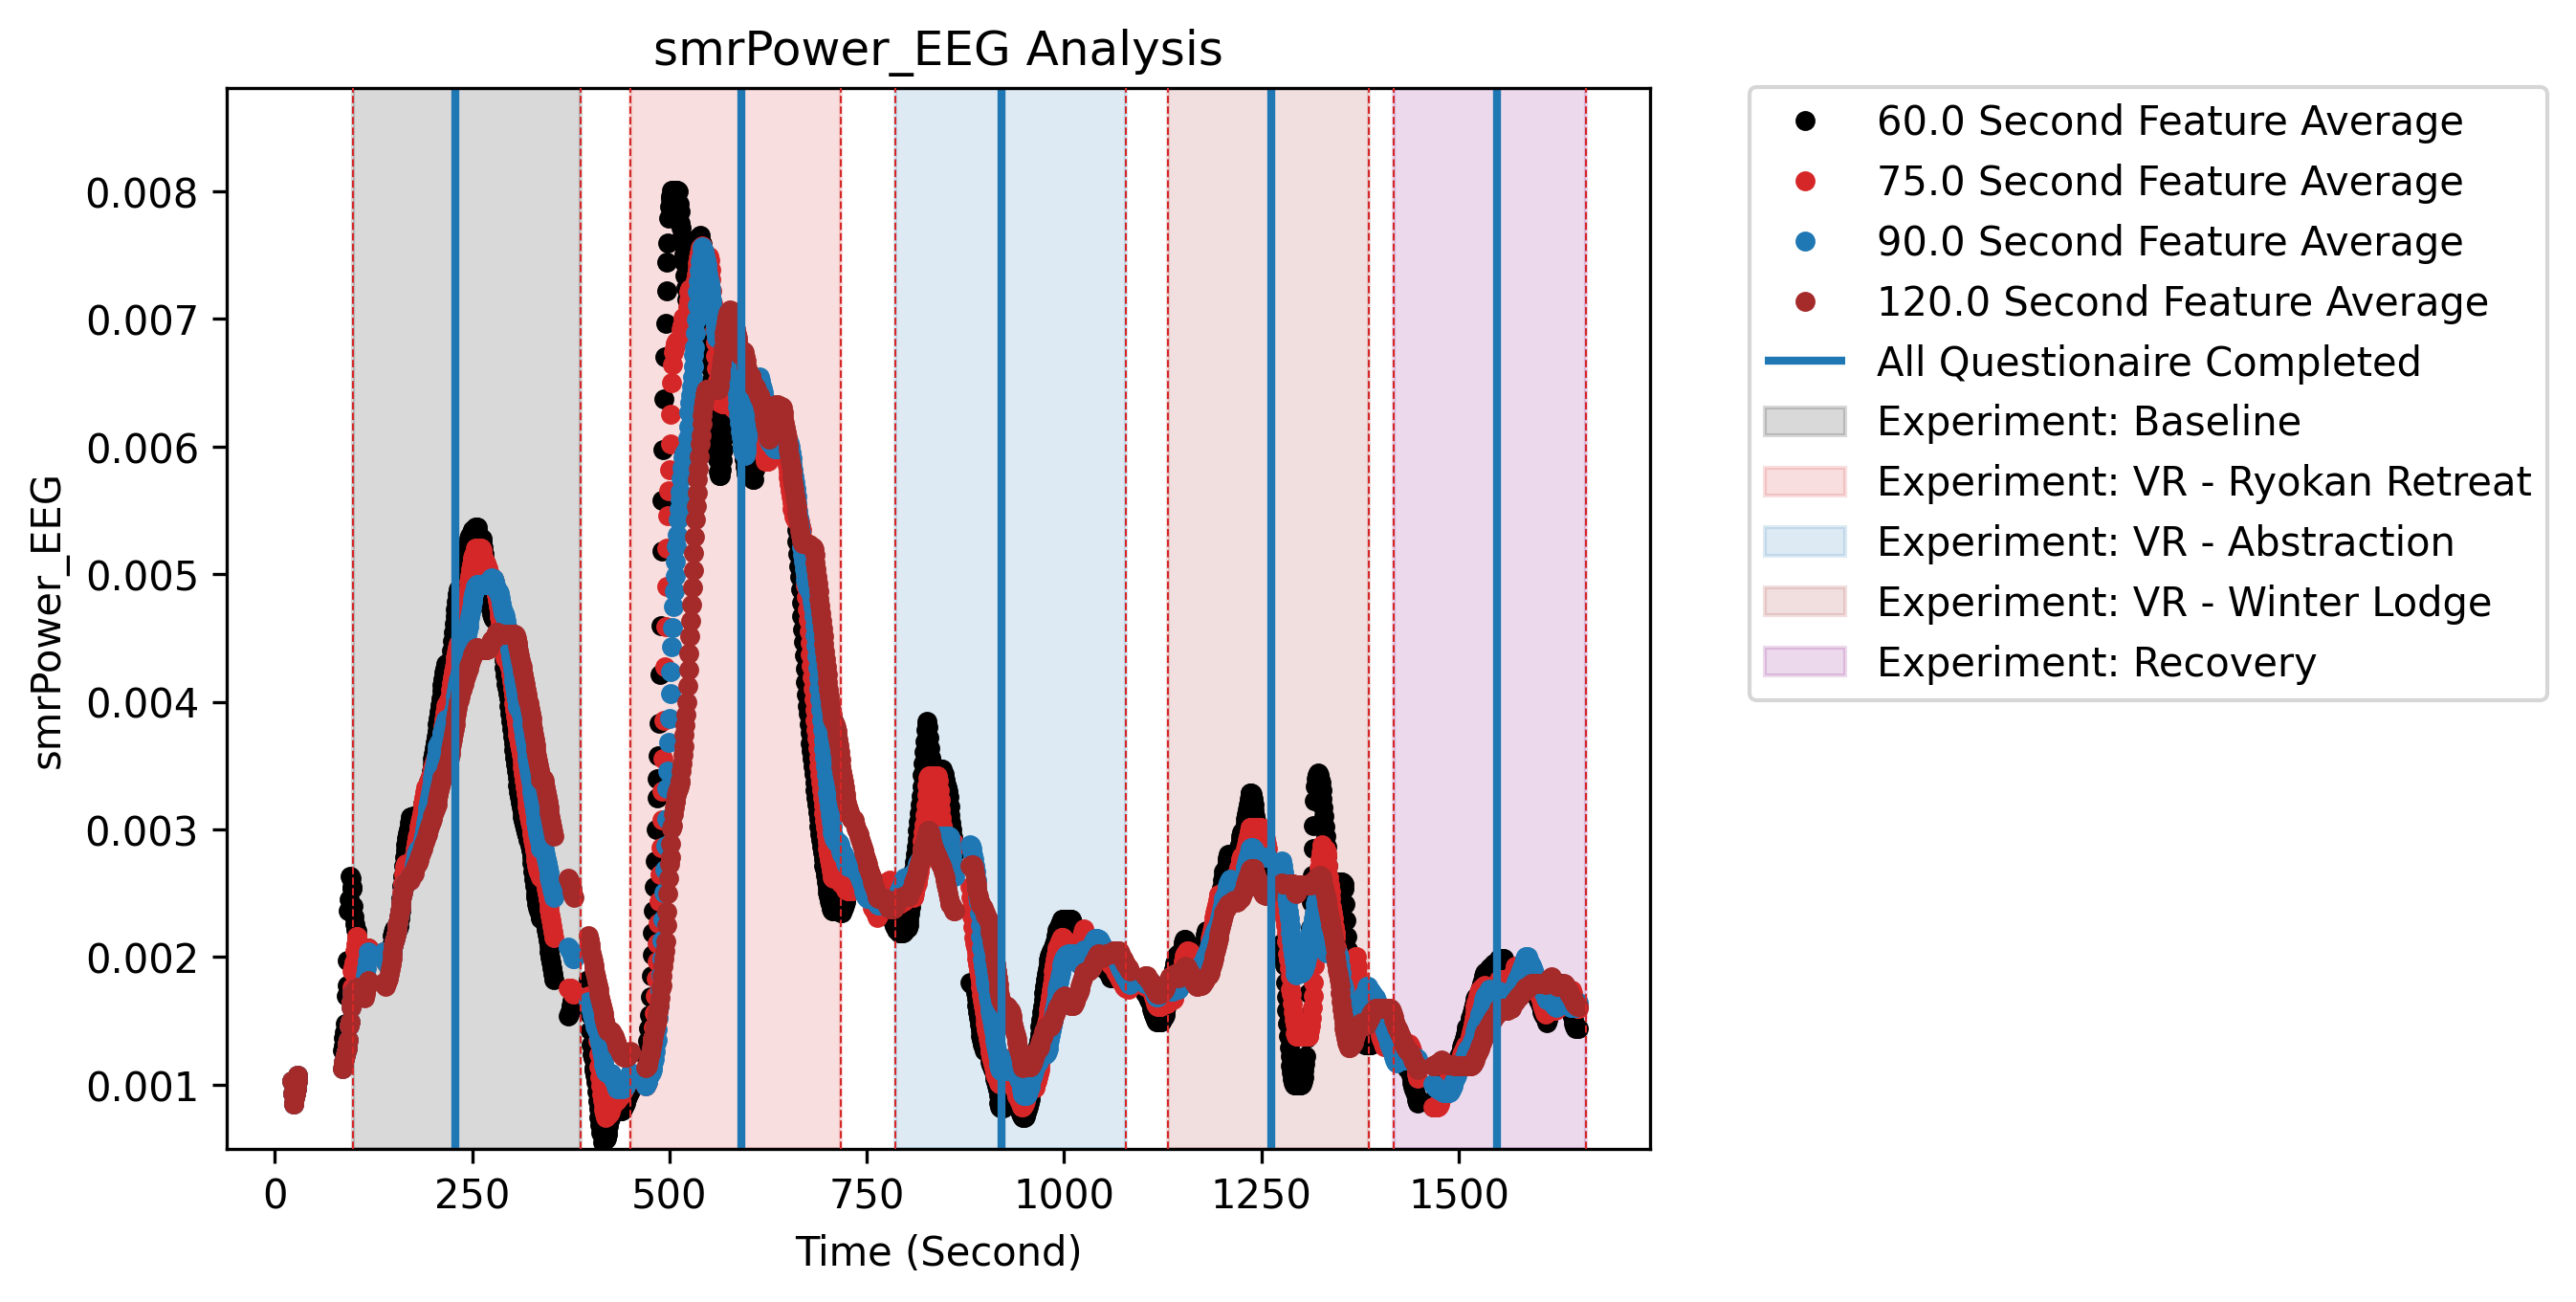 smrPower_EEG Analysis
smrPower_EEG
0.008
0.007
0.006
0.005
0.004
0.003
0.002
0.001
0 250 500 750 1000 1250 1500
Time (Second)
60.0 Second Feature Average
75.0 Second Feature Average
90.0 Second Feature Average
120.0 Second Feature Average
All Questionaire Completed
Experiment: Baseline
Experiment: VR - Ryokan Retreat
Experiment: VR - Abstraction
Experiment: VR - Winter Lodge
Experiment: Recovery